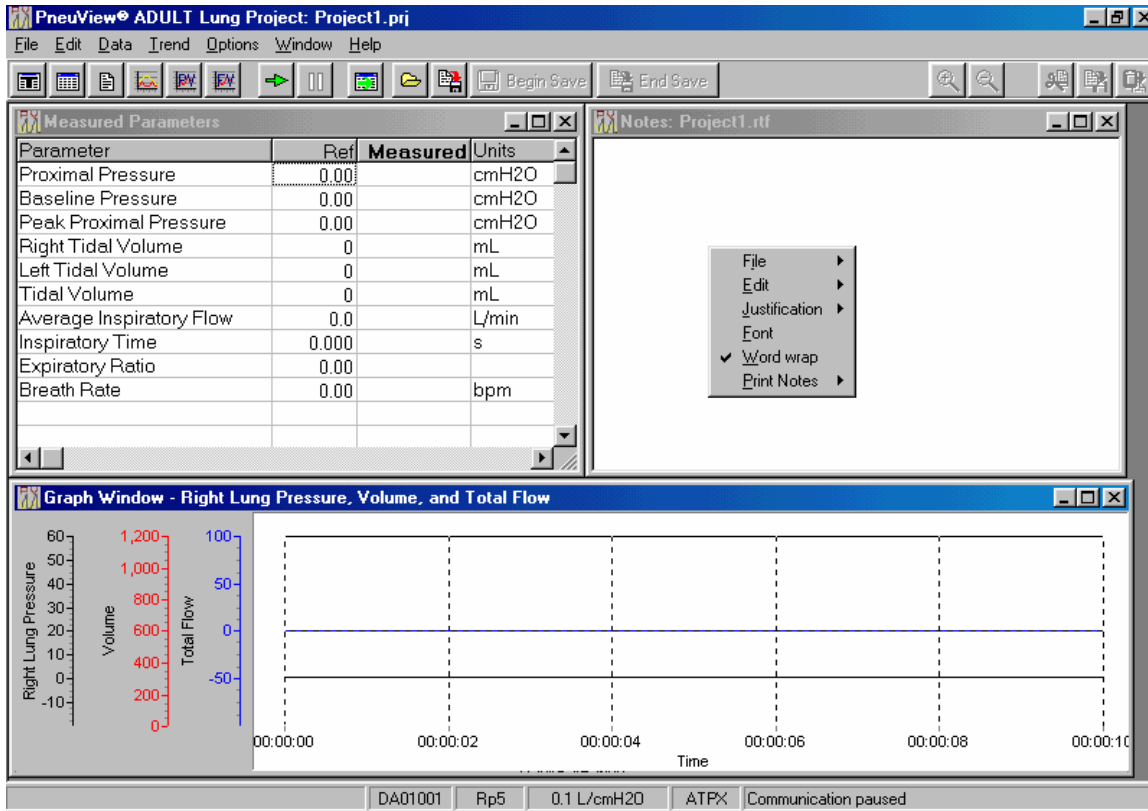 PneuView® ADULT Lung Project: Project1.prj
File Edit Data Trend Options Window Help
PV FV Begin Save End Save
Measured Parameters
Parameter Ref Measured Units
Proximal Pressure 0.00 cmH2O
Baseline Pressure 0.00 cmH2O
Peak Proximal Pressure 0.00 cmH2O
Right Tidal Volume 0 mL
Left Tidal Volume 0 mL
Tidal Volume 0 mL
Average Inspiratory Flow 0.0 L/min
Inspiratory Time 0.000 s
Expiratory Ratio 0.00
Breath Rate 0.00 bpm
Notes: Project1.rtf
File
Edit
Justification
Font
Word wrap
Print Notes
Graph Window - Right Lung Pressure, Volume, and Total Flow
Right Lung Pressure
60
50
40
30
20
10
0
-10
Volume
1,200
1,000
800
600
400
200
0
Total Flow
100
50
0
-50
00:00:00 00:00:02 00:00:04 00:00:06 00:00:08 00:00:10
Time
DA01001 Rp5 0.1 L/cmH2O ATPX Communication paused